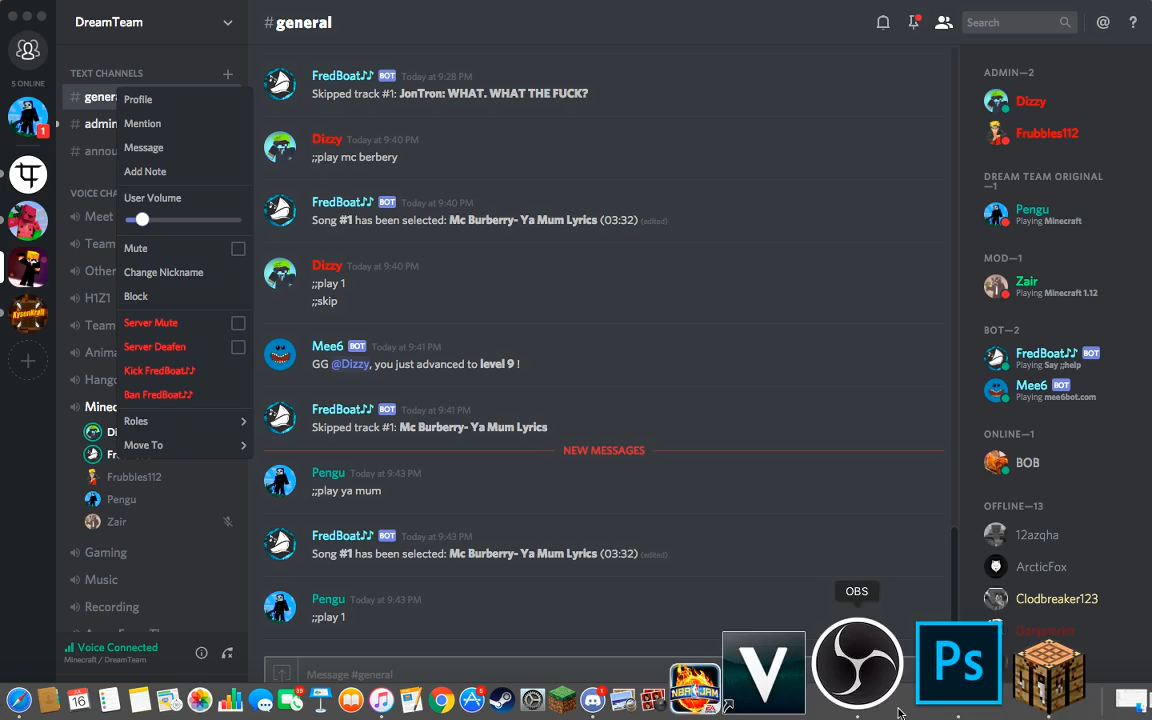 DreamTeam
#general
Search
@
?
5 ONLINE
1
TEXT CHANNELS
+
# genera
# admin
# annou
VOICE CHA
Meet
Team
Other
H1Z1
Team
Anima
Hango
Minec
Di
Fr
Frubbles112
Pengu
Zair
Gaming
Music
Recording
Voice Connected
Minecraft / DreamTeam
Profile
Mention
Message
Add Note
User Volume
Mute
Change Nickname
Block
Server Mute
Server Deafen
Kick FredBoat♪♪
Ban FredBoat♪♪
Roles
Move To
FredBoat♪♪ BOT Today at 9:28 PM
Skipped track #1: JonTron: WHAT. WHAT THE FUCK?
Dizzy Today at 9:40 PM
;;play mc berbery
FredBoat♪♪ BOT Today at 9:40 PM
Song #1 has been selected: Mc Burberry- Ya Mum Lyrics (03:32) (edited)
Dizzy Today at 9:40 PM
;;play 1
;;skip
Mee6 BOT Today at 9:41 PM
GG @Dizzy, you just advanced to level 9 !
FredBoat♪♪ BOT Today at 9:41 PM
Skipped track #1: Mc Burberry- Ya Mum Lyrics
NEW MESSAGES
Pengu Today at 9:43 PM
;;play ya mum
FredBoat♪♪ BOT Today at 9:43 PM
Song #1 has been selected: Mc Burberry- Ya Mum Lyrics (03:32) (edited)
Pengu Today at 9:43 PM
;;play 1
Message #general
ADMIN—2
Dizzy
Frubbles112
DREAM TEAM ORIGINAL
—1
Pengu
Playing Minecraft
MOD—1
Zair
Playing Minecraft 1.12
BOT—2
FredBoat♪♪ BOT
Playing Say ;;help
Mee6 BOT
Playing mee6bot.com
ONLINE—1
BOB
OFFLINE—13
12azqha
ArcticFox
Clodbreaker123
OBS
KysenKraft
16
NBA JAM
V
Ps